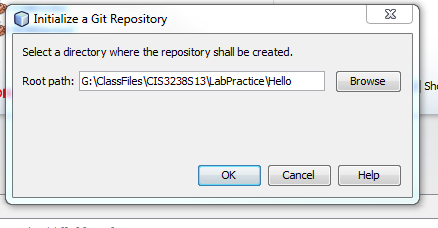 Initialize a Git Repository
Select a directory where the repository shall be created.
Root path: G:\ClassFiles\CIS3238S13\LabPractice\Hello Browse
Sho
OK Cancel Help